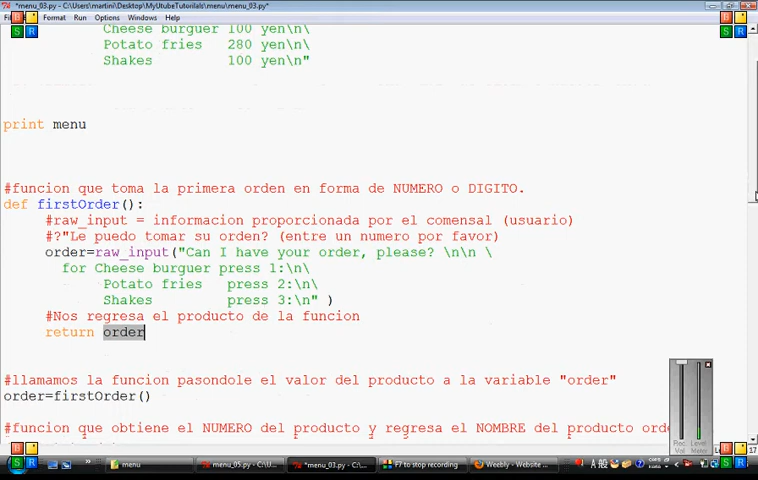 *menu_03.py - C:\Users\martini\Desktop\MyUtubeTutorilals\menu\menu_03.py*
Format Run Options Windows Help
Cheese burguer 100 yen\n\
Potato fries 280 yen\n\
Shakes 100 yen\n"
print menu
#funcion que toma la primera orden en forma de NUMERO o DIGITO.
def firstOrder():
#raw_input = informacion proporcionada por el comensal (usuario)
#?"Le puedo tomar su orden? (entre un numero por favor)
order=raw_input("Can I have your order, please? \n\n \
for Cheese burguer press 1:\n\
Potato fries press 2:\n\
Shakes press 3:\n" )
#Nos regresa el producto de la funcion
return order
#llamamos la funcion pasondole el valor del producto a la variable "order"
order=firstOrder()
#funcion que obtiene el NUMERO del producto y regresa el NOMBRE del producto orde
menu
menu_05.py - C:\U...
*menu_03.py - C:\...
F7 to stop recording
Weebly - Website ...